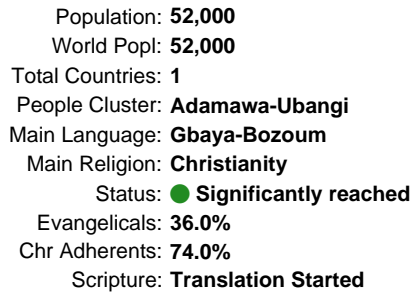 Population: 52,000
World Popl: 52,000
Total Countries: 1
People Cluster: Adamawa-Ubangi
Main Language: Gbaya-Bozoum
Main Religion: Christianity
Status: Significantly reached
Evangelicals: 36.0%
Chr Adherents: 74.0%
Scripture: Translation Started